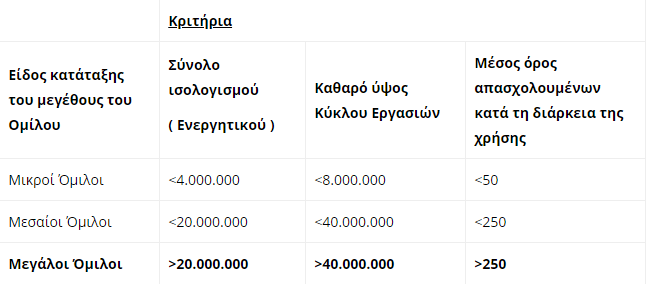 Κριτήρια
Είδος κατάταξης
του μεγέθους του
Ομίλου
Σύνολο
ισολογισμού
( Ενεργητικού )
Καθαρό ύψος
Κύκλου Εργασιών
Μέσος όρος
απασχολουμένων
κατά τη διάρκεια της
χρήσης
Μικροί Όμιλοι <4.000.000 <8.000.000 <50
Μεσαίοι Όμιλοι <20.000.000 <40.000.000 <250
Μεγάλοι Όμιλοι >20.000.000 >40.000.000 >250